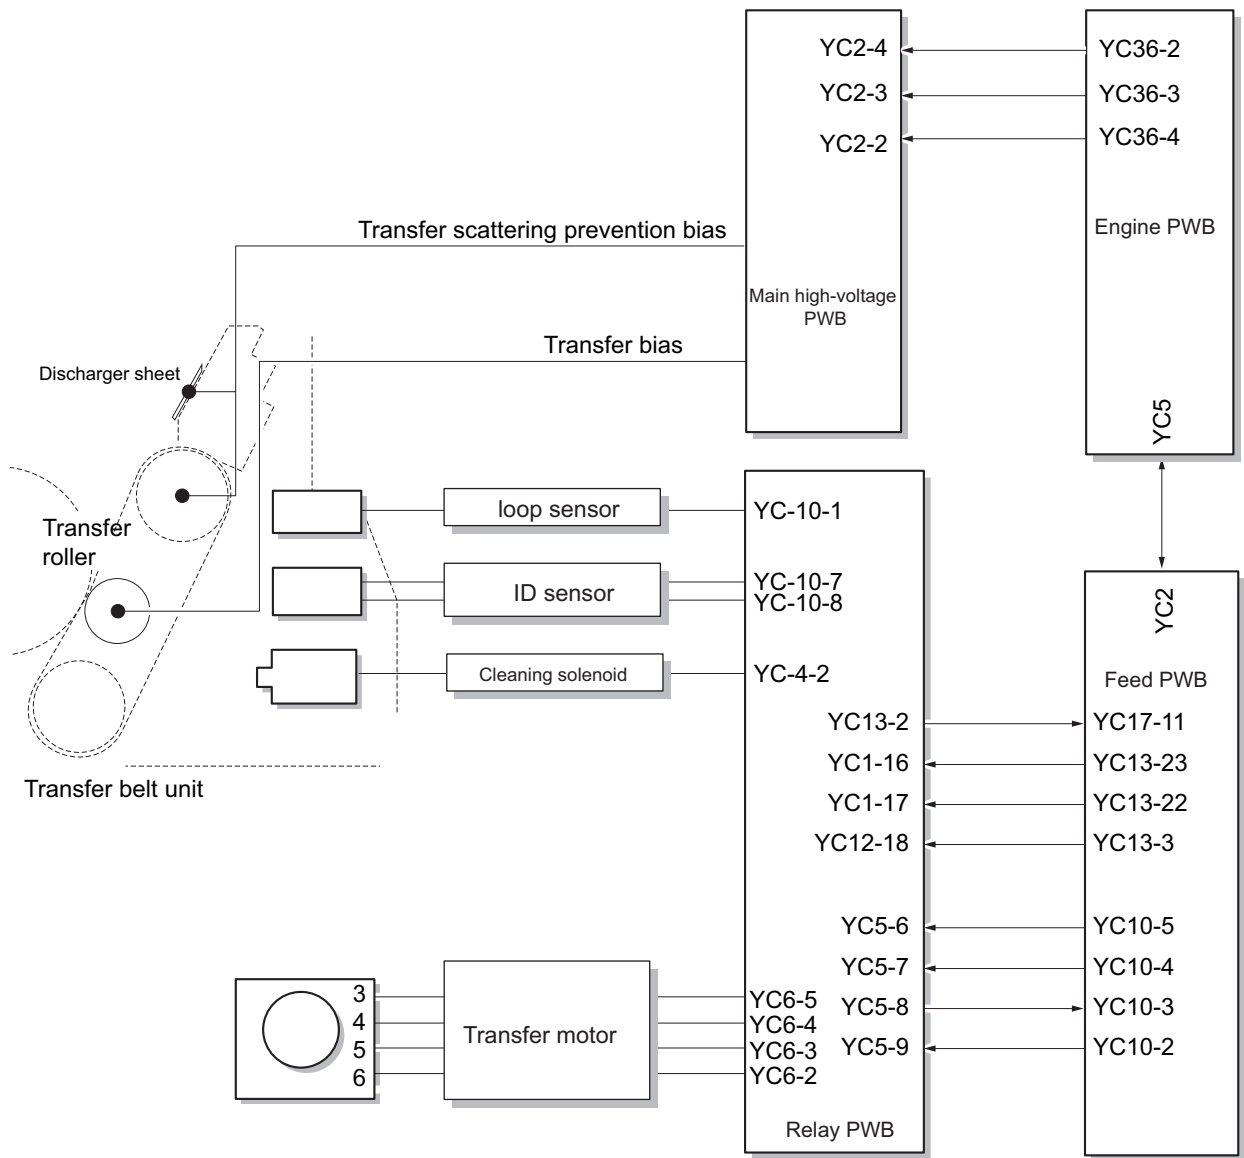 YC2-4
YC36-2
YC2-3
YC36-3
YC2-2
YC36-4
Transfer scattering prevention bias
Engine PWB
Main high-voltage
PWB
Transfer bias
Discharger sheet
YC5
loop sensor
YC-10-1
Transfer
roller
ID sensor
YC-10-7
YC-10-8
YC2
Cleaning solenoid
YC-4-2
Feed PWB
YC13-2
YC17-11
YC1-16
YC13-23
Transfer belt unit
YC1-17
YC13-22
YC12-18
YC13-3
YC5-6
YC10-5
YC5-7
YC10-4
3
YC6-5
YC5-8
YC10-3
4
Transfer motor
YC6-4
5
YC6-3
YC5-9
YC10-2
6
YC6-2
Relay PWB